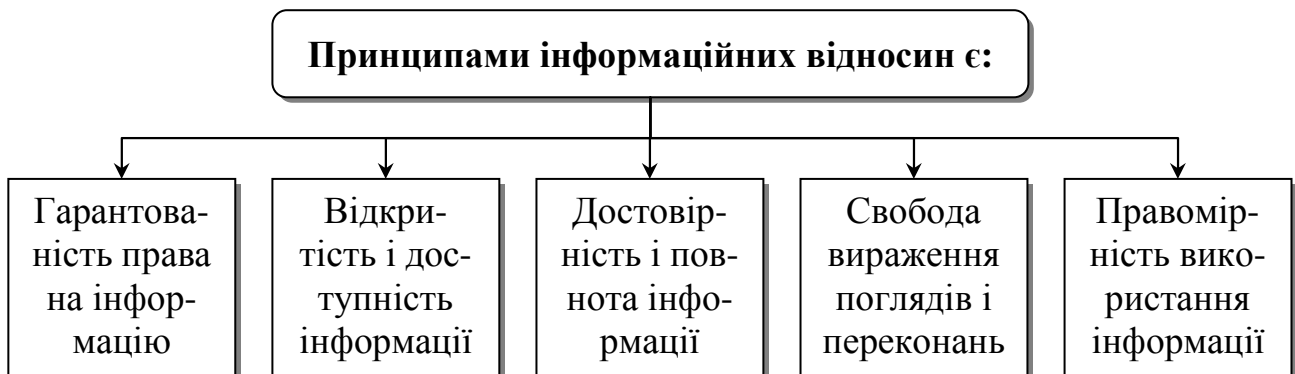 Принципами інформаційних відносин є:
Гарантова-
ність права
на інфор-
мацію
Відкри-
тість і дос-
тупність
інформації
Достовір-
ність і пов-
нота інфо-
рмації
Свобода
вираження
поглядів і
переконань
Правомір-
ність вико-
ристання
інформації